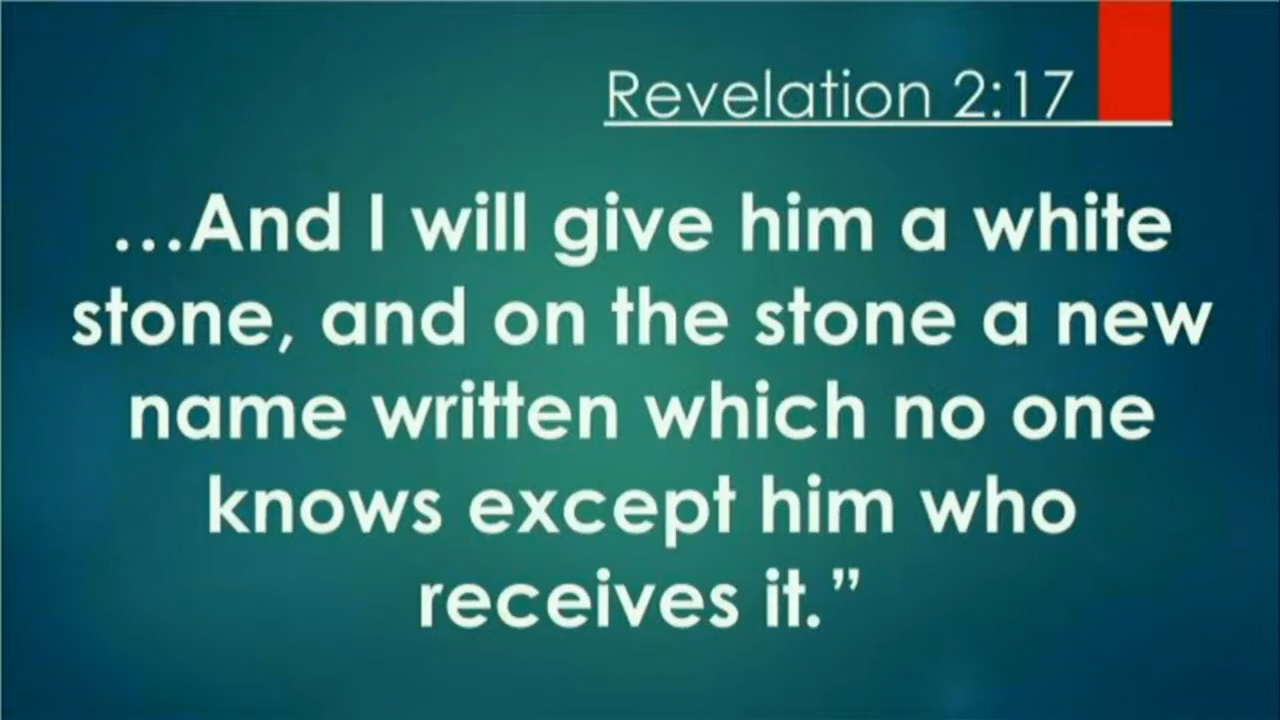 Revelation 2:17
…And I will give him a white
stone, and on the stone a new
name written which no one
knows except him who
receives it.”